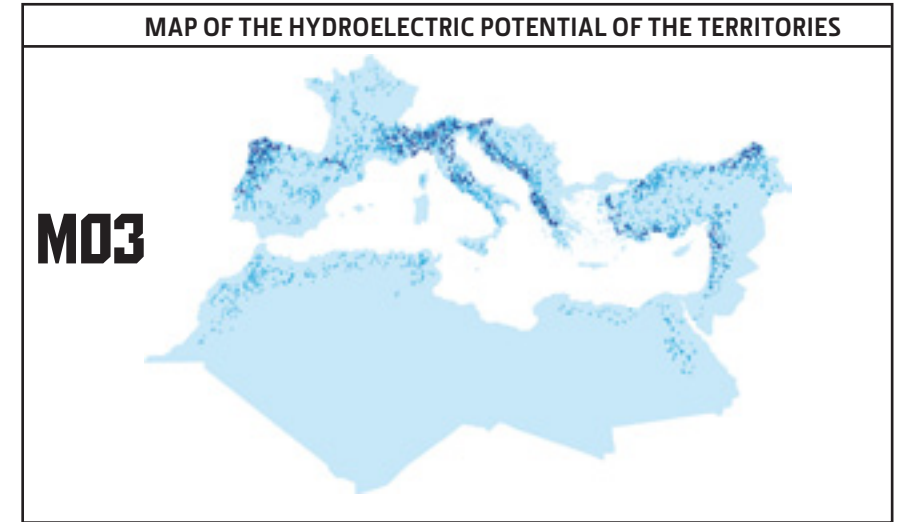 MAP OF THE HYDROELECTRIC POTENTIAL OF THE TERRITORIES
M03